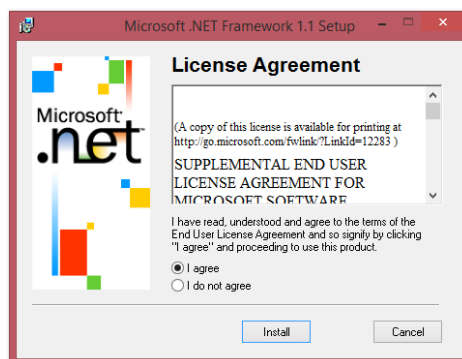 Microsoft .NET Framework 1.1 Setup
License Agreement
Microsoft
.net
(A copy of this license is available for printing at
http://go.microsoft.com/fwlink/?LinkId=12283 )
SUPPLEMENTAL END USER
LICENSE AGREEMENT FOR
MICROSOFT SOFTWARE
I have read, understood and agree to the terms of the
End User License Agreement and so signify by clicking
"I agree" and proceeding to use this product.
I agree
I do not agree
Install
Cancel